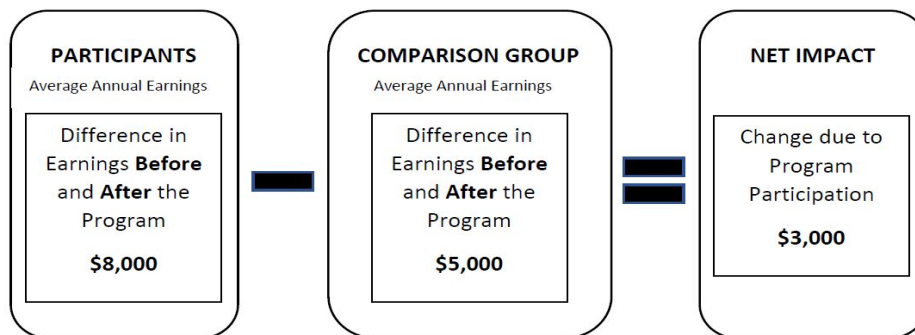 PARTICIPANTS
Average Annual Earnings
Difference in
Earnings Before
and After the
Program
$8,000
COMPARISON GROUP
Average Annual Earnings
Difference in
Earnings Before
and After the
Program
$5,000
NET IMPACT
Change due to
Program
Participation
$3,000